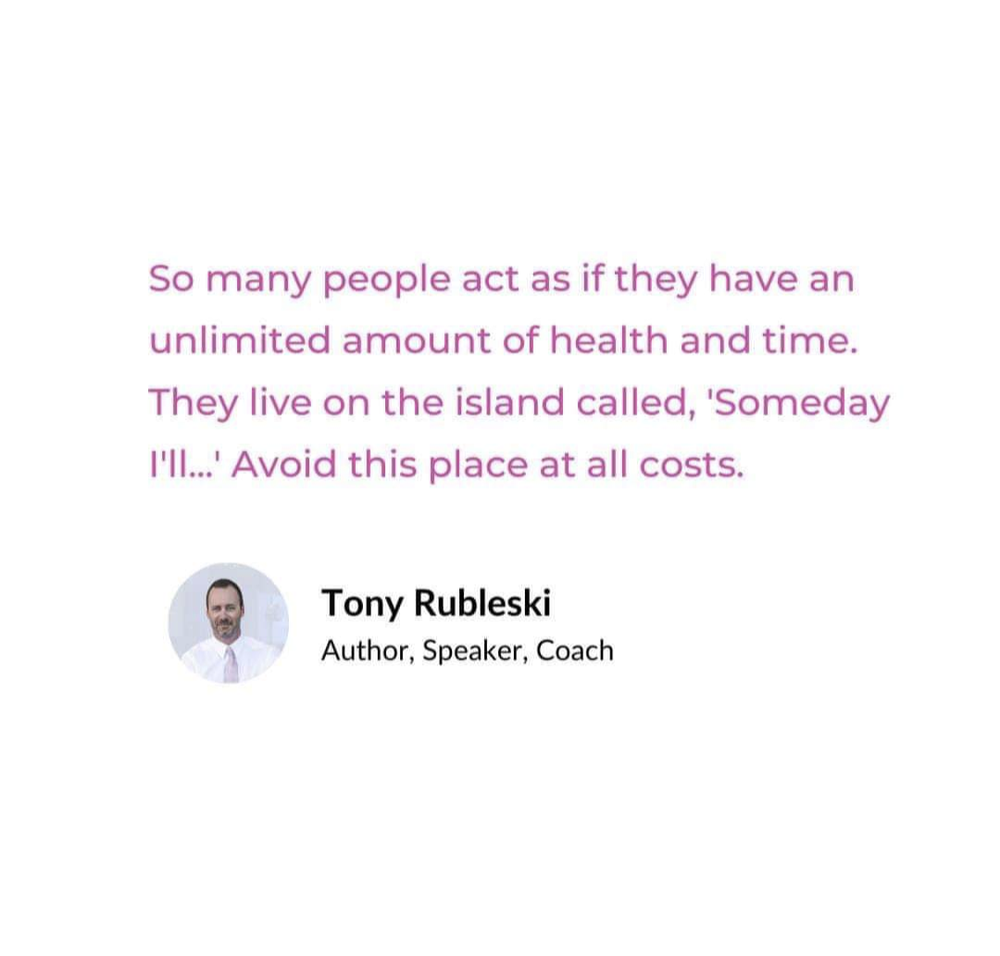 So many people act as if they have an
unlimited amount of health and time.
They live on the island called, 'Someday
I'll...' Avoid this place at all costs.
Tony Rubleski
Author, Speaker, Coach